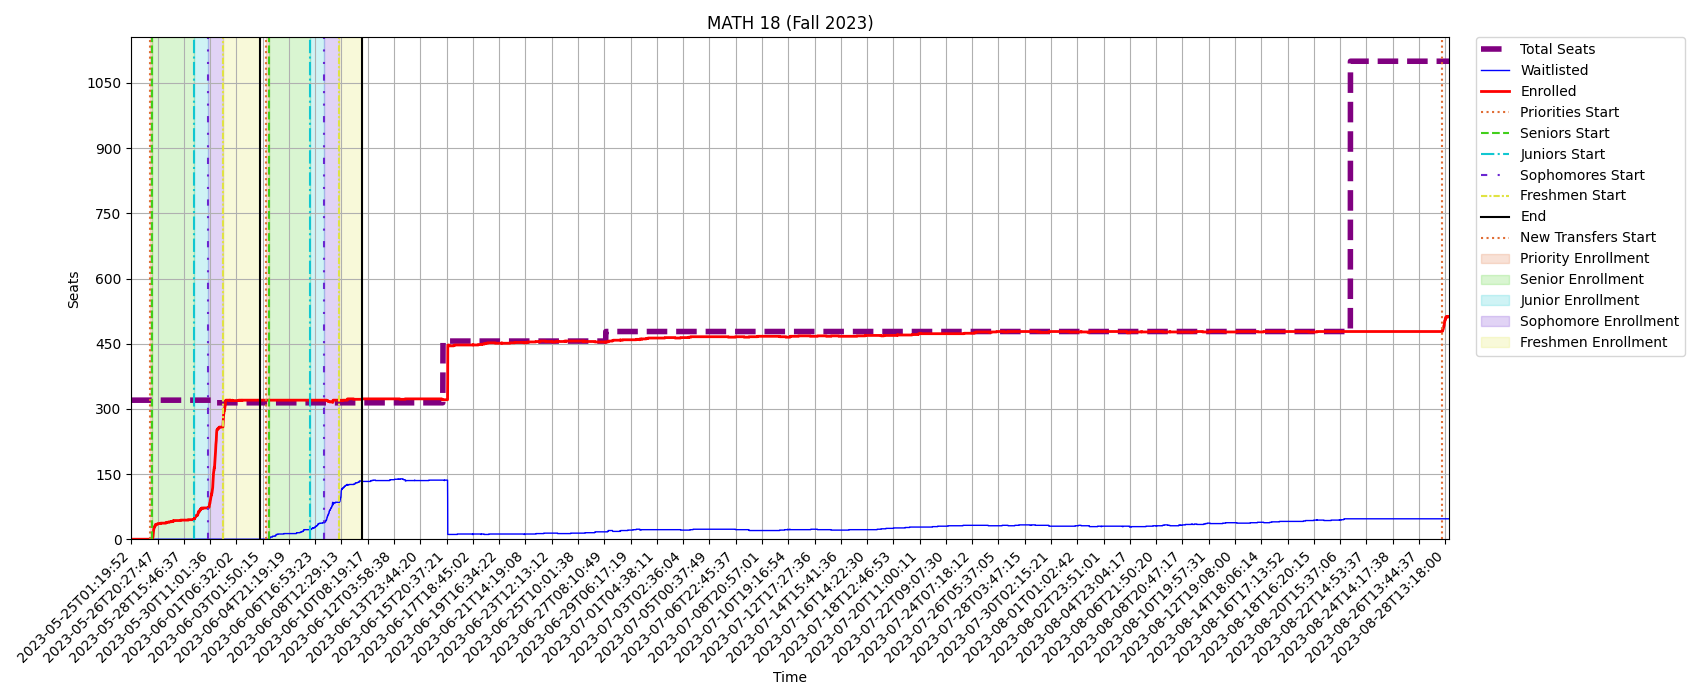 MATH 18 (Fall 2023)
Seats
1050
900
750
600
450
300
150
0
2023-05-25T01:19:52
2023-05-26T20:27:47
2023-05-28T15:46:37
2023-05-30T11:01:36
2023-06-01T06:32:02
2023-06-03T01:50:15
2023-06-04T21:19:19
2023-06-06T16:53:23
2023-06-08T12:29:13
2023-06-10T08:19:17
2023-06-12T03:58:38
2023-06-13T23:44:20
2023-06-15T20:37:21
2023-06-17T18:45:02
2023-06-19T16:34:22
2023-06-21T14:19:08
2023-06-23T12:13:12
2023-06-25T10:01:38
2023-06-27T08:10:49
2023-06-29T06:17:19
2023-07-01T04:38:11
2023-07-03T02:36:04
2023-07-05T00:37:49
2023-07-06T22:45:37
2023-07-08T20:57:01
2023-07-10T19:16:54
2023-07-12T17:27:36
2023-07-14T15:41:36
2023-07-16T14:22:30
2023-07-18T12:46:53
2023-07-20T11:00:11
2023-07-22T09:07:30
2023-07-24T07:18:12
2023-07-26T05:37:05
2023-07-28T03:47:15
2023-07-30T02:15:21
2023-08-01T01:02:42
2023-08-02T23:51:01
2023-08-04T23:04:17
2023-08-06T21:50:20
2023-08-08T20:47:17
2023-08-10T19:57:31
2023-08-12T19:08:00
2023-08-14T18:06:14
2023-08-16T17:13:52
2023-08-18T16:20:15
2023-08-20T15:37:06
2023-08-22T14:53:37
2023-08-24T14:17:38
2023-08-26T13:44:37
2023-08-28T13:18:00
Time
Total Seats
Waitlisted
Enrolled
Priorities Start
Seniors Start
Juniors Start
Sophomores Start
Freshmen Start
End
New Transfers Start
Priority Enrollment
Senior Enrollment
Junior Enrollment
Sophomore Enrollment
Freshmen Enrollment